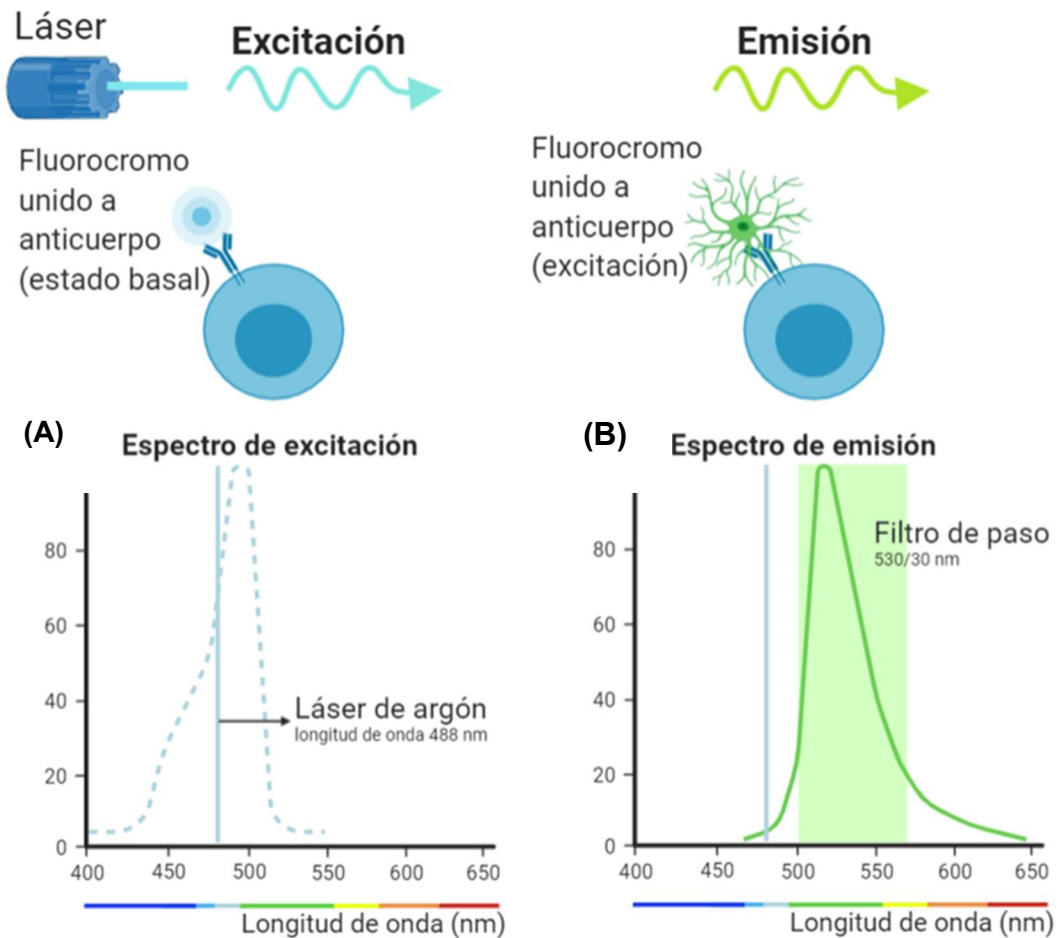 Láser
Excitación
Emisión
Fluorocromo
unido a
anticuerpo
(estado basal)
Fluorocromo
unido a
anticuerpo
(excitación)
(A)
Espectro de excitación
80
60
40
20
0
400 450 500 550 600 650
Láser de argón
longitud de onda 488 nm
Longitud de onda (nm)
(B)
Espectro de emisión
80
60
40
20
0
400 450 500 550 600 650
Filtro de paso
530/30 nm
Longitud de onda (nm)